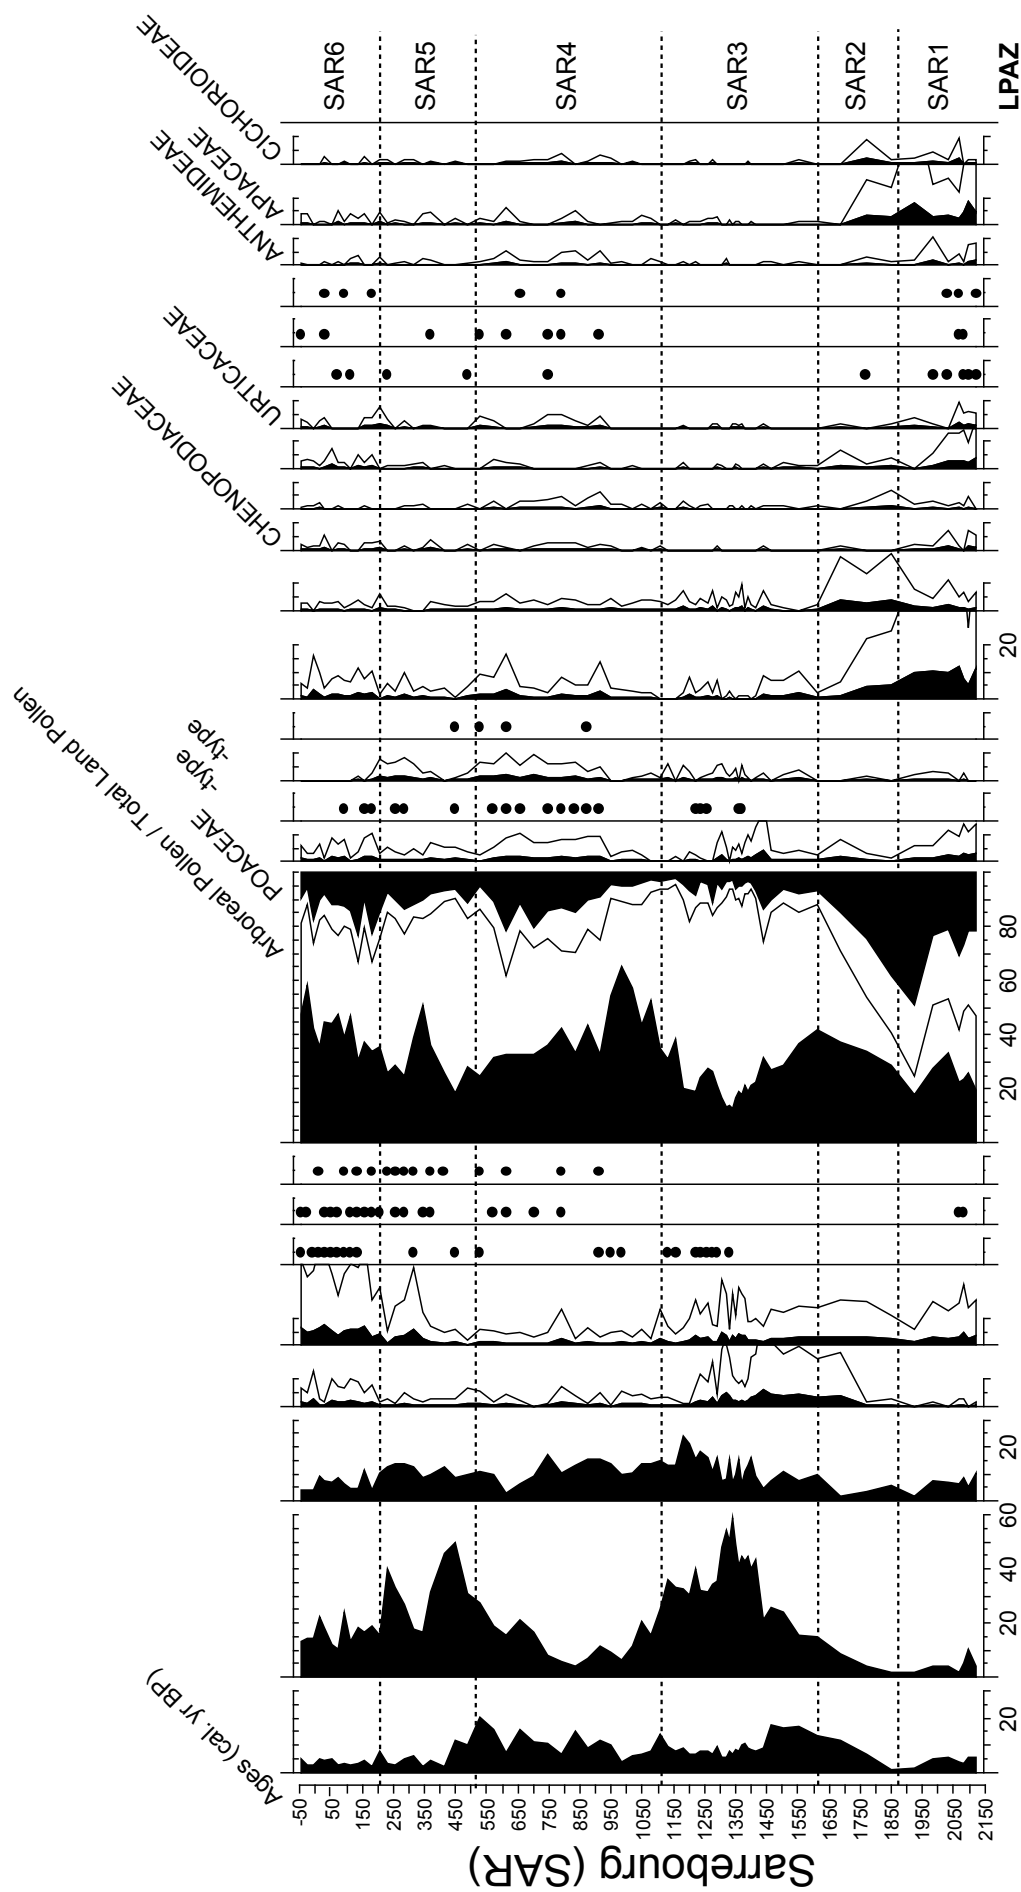 Sarrebourg (SAR)
Ages (cal. yr BP)
-50
50
150
250
350
450
550
650
750
850
950
1050
1150
1250
1350
1450
1550
1650
1750
1850
1950
2050
2150
20
20
40
60
20
Arboreal Pollen / Total Land Pollen
20
40
60
80
POACEAE
-type
-type
20
CHENOPODIACEAE
URTICACEAE
ANTHEMIDEAE
APIACEAE
CICHORIOIDEAE
SAR6
SAR5
SAR4
SAR3
SAR2
SAR1
LPAZ